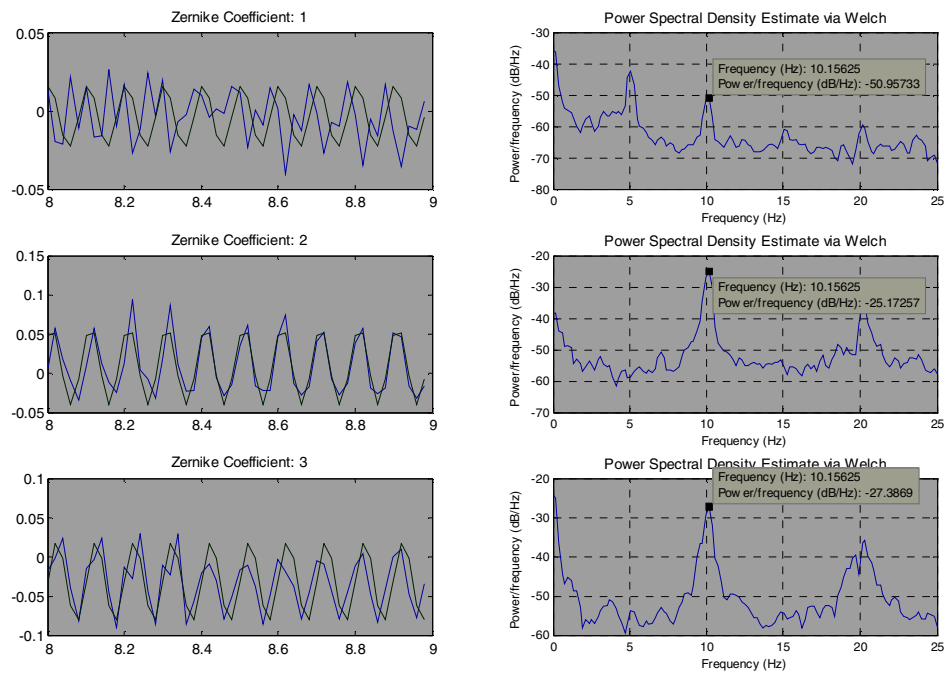 Zernike Coefficient: 1
0.05
0
-0.05
8 8.2 8.4 8.6 8.8 9
Power Spectral Density Estimate via Welch
Power/frequency (dB/Hz)
-30
-40
-50
-60
-70
-80
Frequency (Hz): 10.15625
Power/frequency (dB/Hz): -50.95733
0 5 10 15 20 25
Frequency (Hz)
Zernike Coefficient: 2
0.15
0.1
0.05
0
-0.05
8 8.2 8.4 8.6 8.8 9
Power Spectral Density Estimate via Welch
Power/frequency (dB/Hz)
-20
-30
-40
-50
-60
-70
Frequency (Hz): 10.15625
Power/frequency (dB/Hz): -25.17257
0 5 10 15 20 25
Frequency (Hz)
Zernike Coefficient: 3
0.1
0.05
0
-0.05
-0.1
8 8.2 8.4 8.6 8.8 9
Power Spectral Density Estimate via Welch
Power/frequency (dB/Hz)
-20
-30
-40
-50
-60
Frequency (Hz): 10.15625
Power/frequency (dB/Hz): -27.3869
0 5 10 15 20 25
Frequency (Hz)